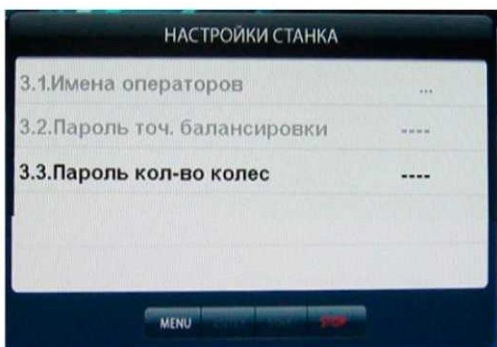 НАСТРОЙКИ СТАНКА
3.1.Имена операторов ...
3.2.Пароль точ. балансировки ----
3.3.Пароль кол-во колес ----
MENU STOP